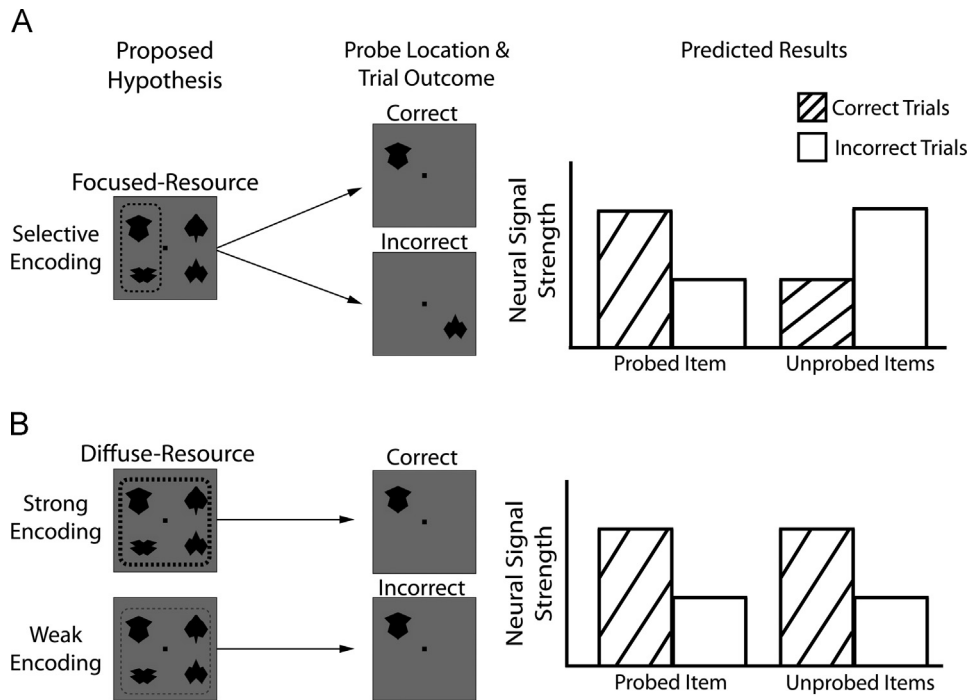 A
Proposed
Hypothesis
Probe Location &
Trial Outcome
Predicted Results
Correct Trials
Incorrect Trials
Focused-Resource
Selective
Encoding
Correct
Incorrect
Neural Signal
Strength
Probed Item
Unprobed Items
B
Diffuse-Resource
Strong
Encoding
Correct
Weak
Encoding
Incorrect
Neural Signal
Strength
Probed Item
Unprobed Items